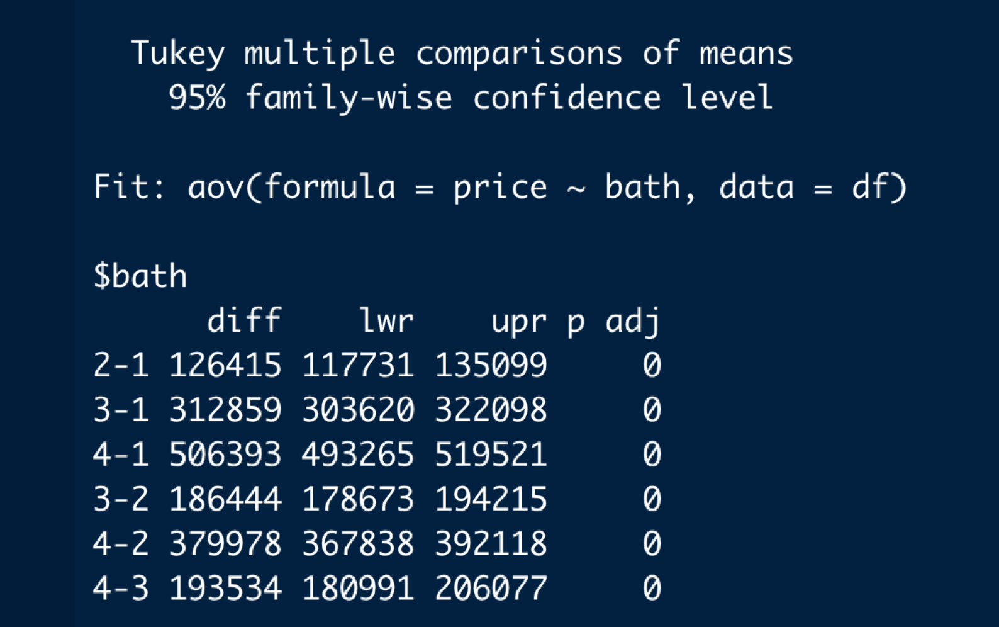 Tukey multiple comparisons of means
95% family-wise confidence level
Fit: aov(formula = price ~ bath, data = df)
$bath
diff lwr upr p adj
2-1 126415 117731 135099 0
3-1 312859 303620 322098 0
4-1 506393 493265 519521 0
3-2 186444 178673 194215 0
4-2 379978 367838 392118 0
4-3 193534 180991 206077 0